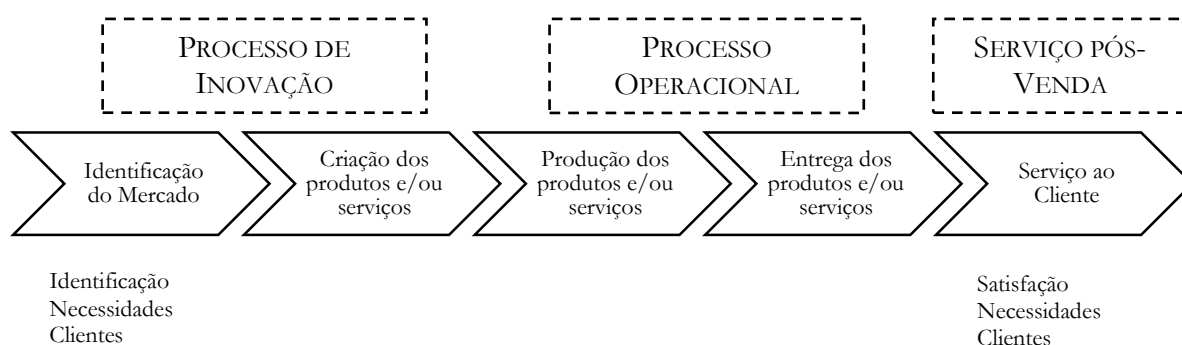 PROCESSO DE
INOVAÇÃO
PROCESSO
OPERACIONAL
SERVIÇO PÓS-
VENDA
Identificação
do Mercado
Criação dos
produtos e/ou
serviços
Produção dos
produtos e/ou
serviços
Entrega dos
produtos e/ou
serviços
Serviço ao
Cliente
Identificação
Necessidades
Clientes
Satisfação
Necessidades
Clientes